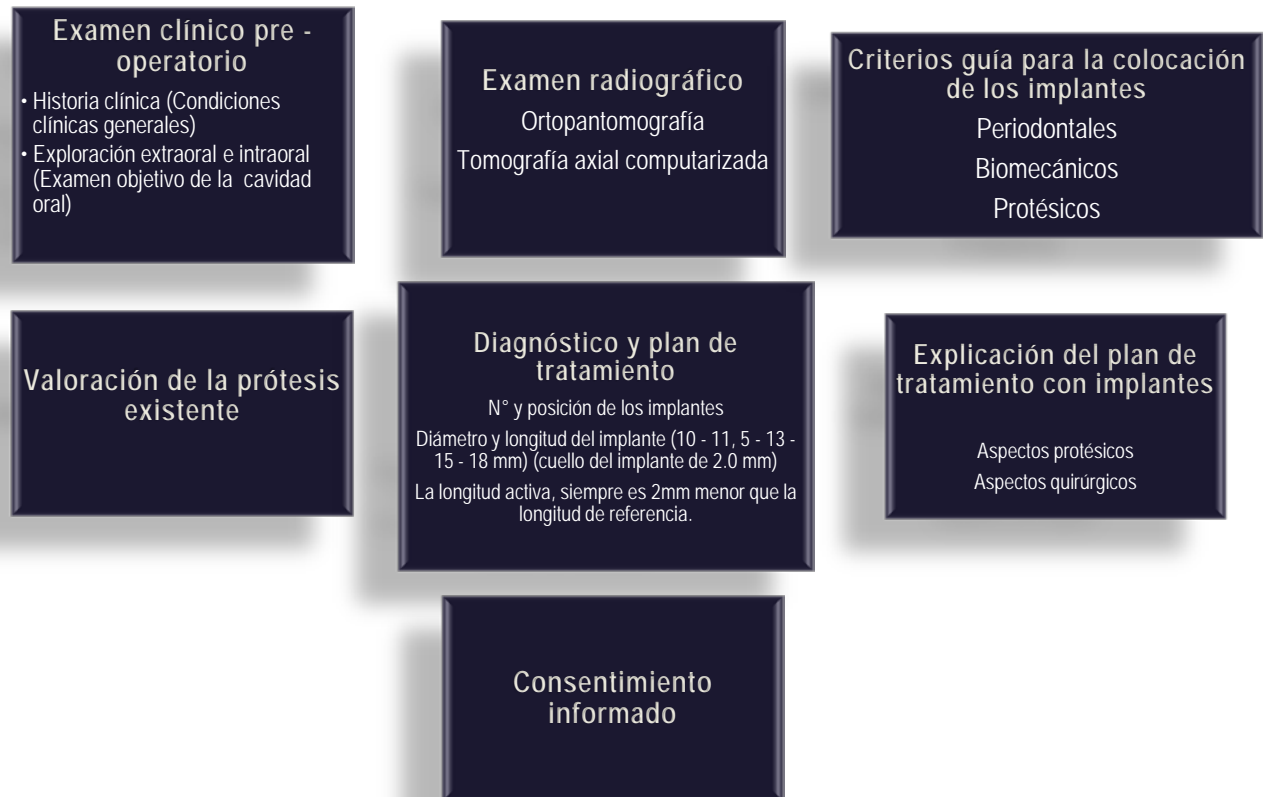 Examen clínico pre -
operatorio
• Historia clínica (Condiciones
clínicas generales)
• Exploración extraoral e intraoral
(Examen objetivo de la cavidad
oral)
Examen radiográfico
Ortopantomografía
Tomografía axial computarizada
Criterios guía para la colocación
de los implantes
Periodontales
Biomecánicos
Protésicos
Valoración de la prótesis
existente
Diagnóstico y plan de
tratamiento
N° y posición de los implantes
Diámetro y longitud del implante (10 - 11, 5 - 13 -
15 - 18 mm) (cuello del implante de 2.0 mm)
La longitud activa, siempre es 2mm menor que la
longitud de referencia.
Explicación del plan de
tratamiento con implantes
Aspectos protésicos
Aspectos quirúrgicos
Consentimiento
informado